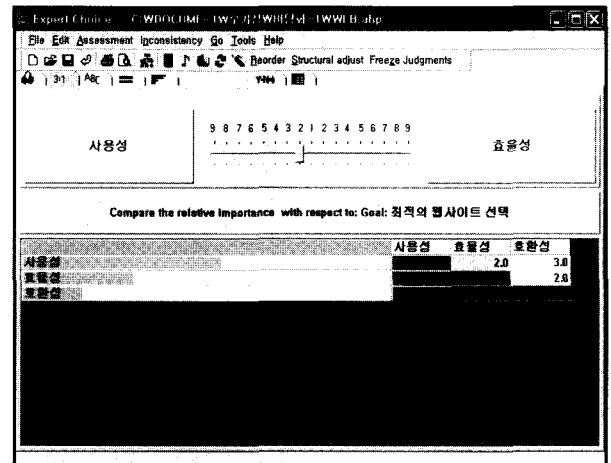 Expert Choice
File Edit Assessment Inconsistency Go Tools Help
Reorder Structural adjust Freeze Judgments
3:1 ABC
9 8 7 6 5 4 3 2 1 2 3 4 5 6 7 8 9
사용성 효율성
Compare the relative importance with respect to: Goal: 최적의 웹사이트 선택
사용성 효율성 호환성
사용성 2.0 3.0
효율성 2.0
호환성